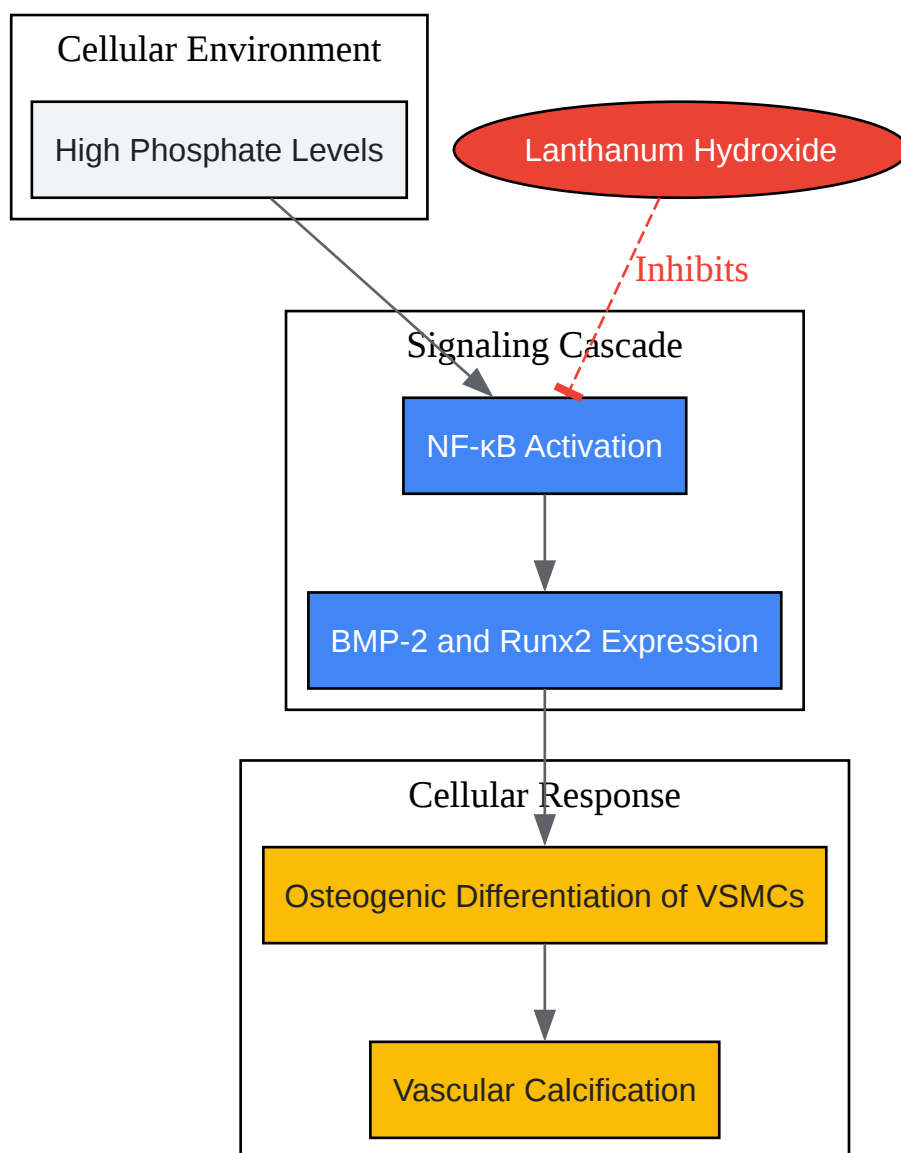 Cellular Environment
High Phosphate Levels
Lanthanum Hydroxide
Inhibits
Signaling Cascade
NF-κB Activation
BMP-2 and Runx2 Expression
Cellular Response
Osteogenic Differentiation of VSMCs
Vascular Calcification